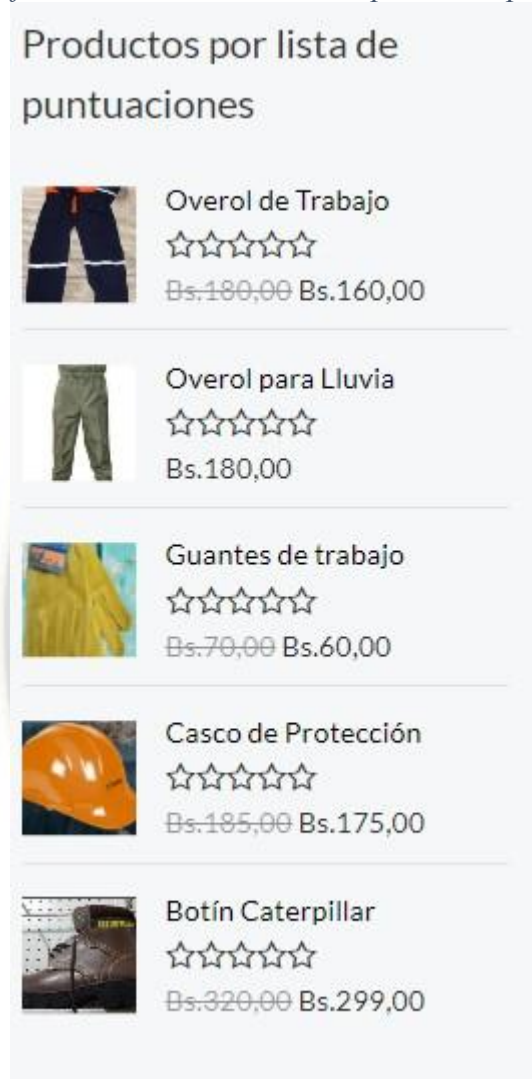 Productos por lista de
puntuaciones
Overol de Trabajo
Bs.180,00 Bs.160,00
Overol para Lluvia
Bs.180,00
Guantes de trabajo
Bs.70,00 Bs.60,00
Casco de Protección
Bs.185,00 Bs.175,00
Botín Caterpillar
Bs.320,00 Bs.299,00